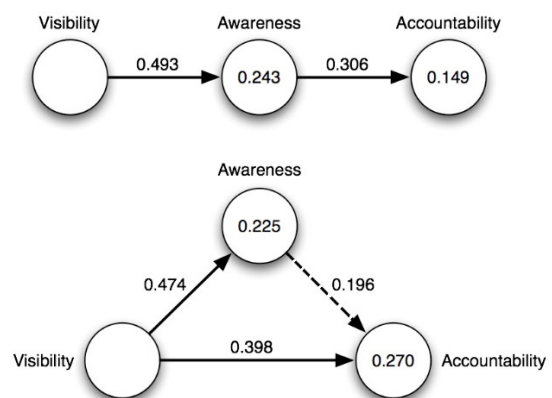 Visibility Awareness Accountability
0.493 0.306
0.243 0.149
Awareness
0.225
0.474 0.196
0.398
Visibility 0.270 Accountability